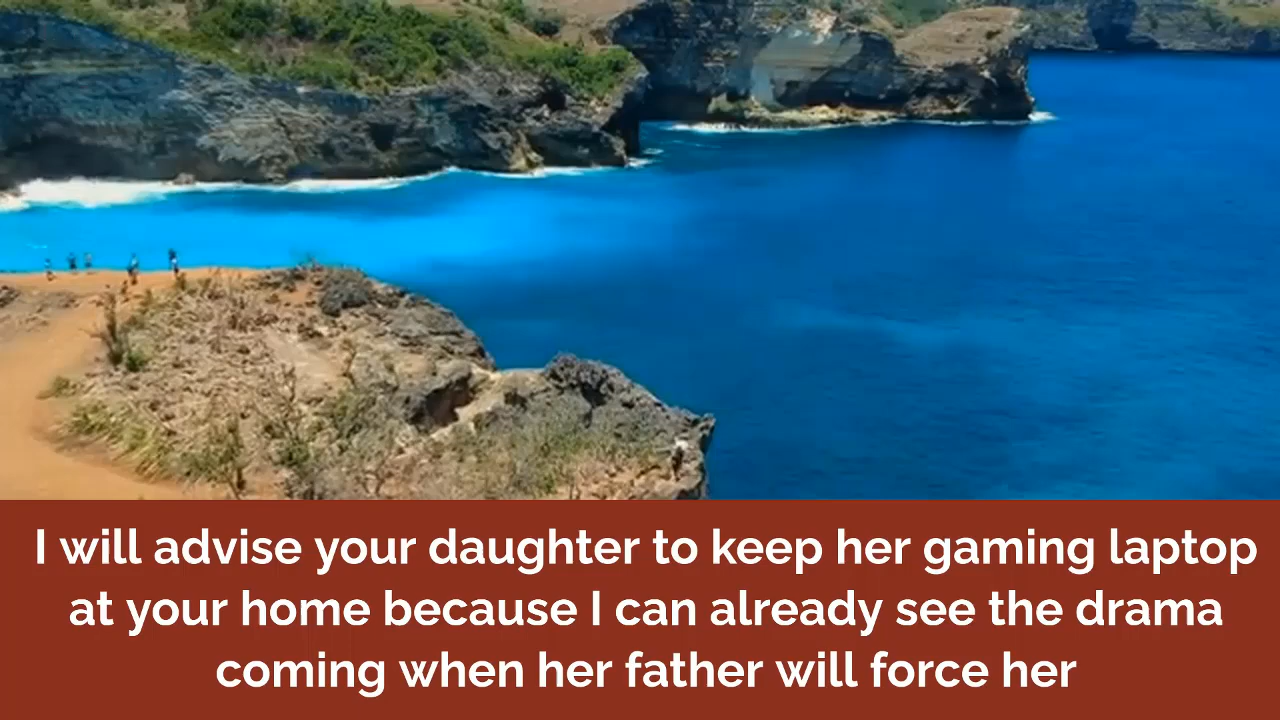 I will advise your daughter to keep her gaming laptop
at your home because I can already see the drama
coming when her father will force her